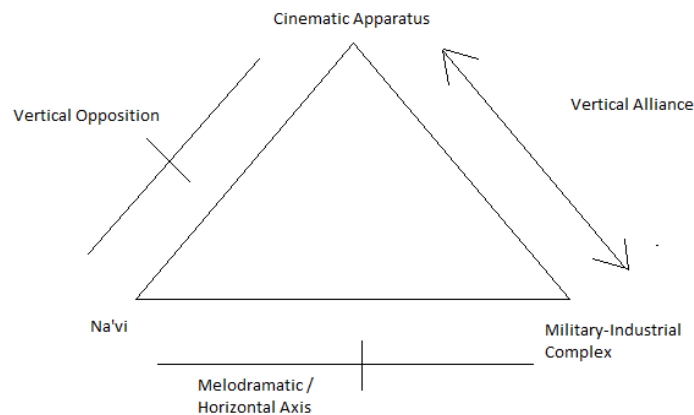 Cinematic Apparatus
Vertical Opposition
Vertical Alliance
Na'vi
Military-Industrial
Complex
Melodramatic /
Horizontal Axis